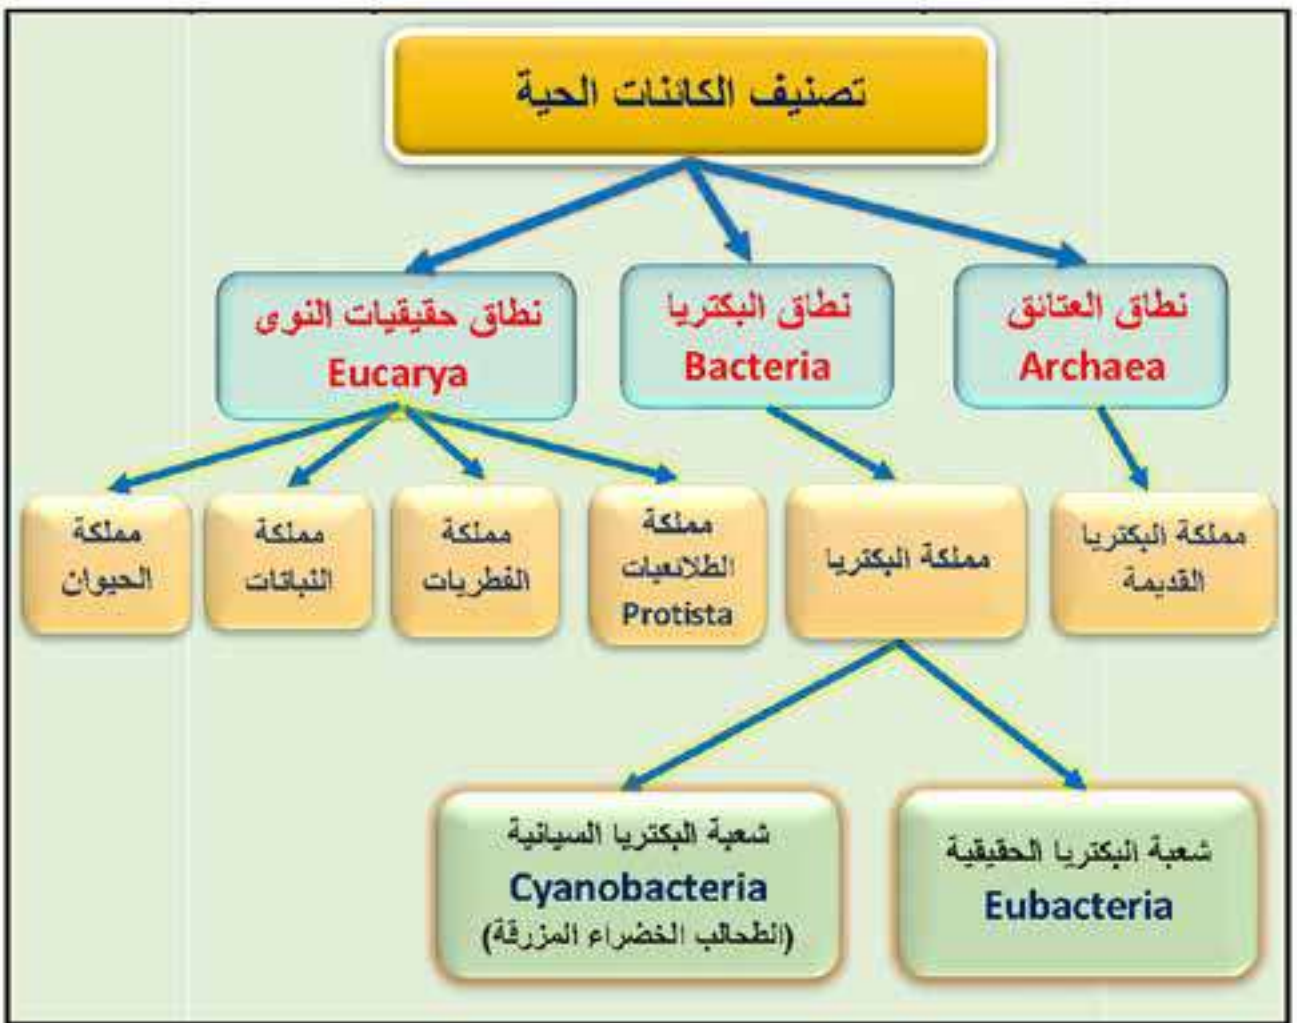 تصنيف الكائنات الحية
نطاق العتائق
Archaea
نطاق البكتريا
Bacteria
نطاق حقيقيات النوى
Eucarya
مملكة البكتريا
القديمة
مملكة البكتريا
مملكة
الطلائعيات
Protista
مملكة
الفطريات
مملكة
النباتات
مملكة
الحيوان
شعبة البكتريا الحقيقية
Eubacteria
شعبة البكتريا السيانية
Cyanobacteria
(الطحالب الخضراء المزرقة)